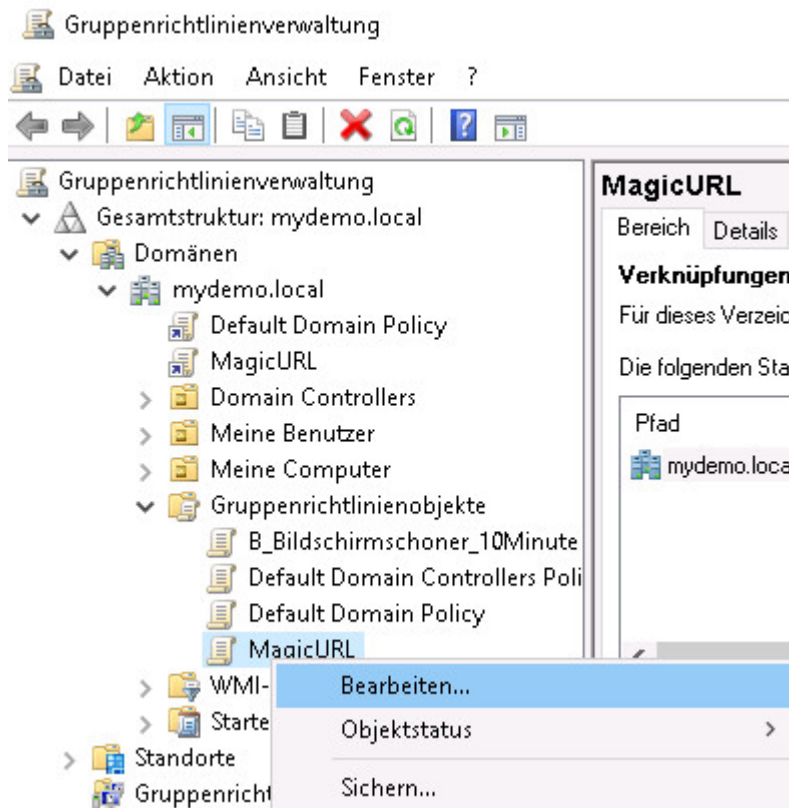 Gruppenrichtlinienverwaltung
Datei Aktion Ansicht Fenster ?
Gruppenrichtlinienverwaltung
Gesamtstruktur: mydemo.local
Domänen
mydemo.local
Default Domain Policy
MagicURL
Domain Controllers
Meine Benutzer
Meine Computer
Gruppenrichtlinienobjekte
B_Bildschirmschoner_10Minute
Default Domain Controllers Poli
Default Domain Policy
MagicURL
WMI-
Starte
Standorte
Gruppenricht
MagicURL
Bereich Details
Verknüpfungen
Für dieses Verzeic
Die folgenden Sta
Pfad
mydemo.loca
Bearbeiten...
Objektstatus
Sichern...